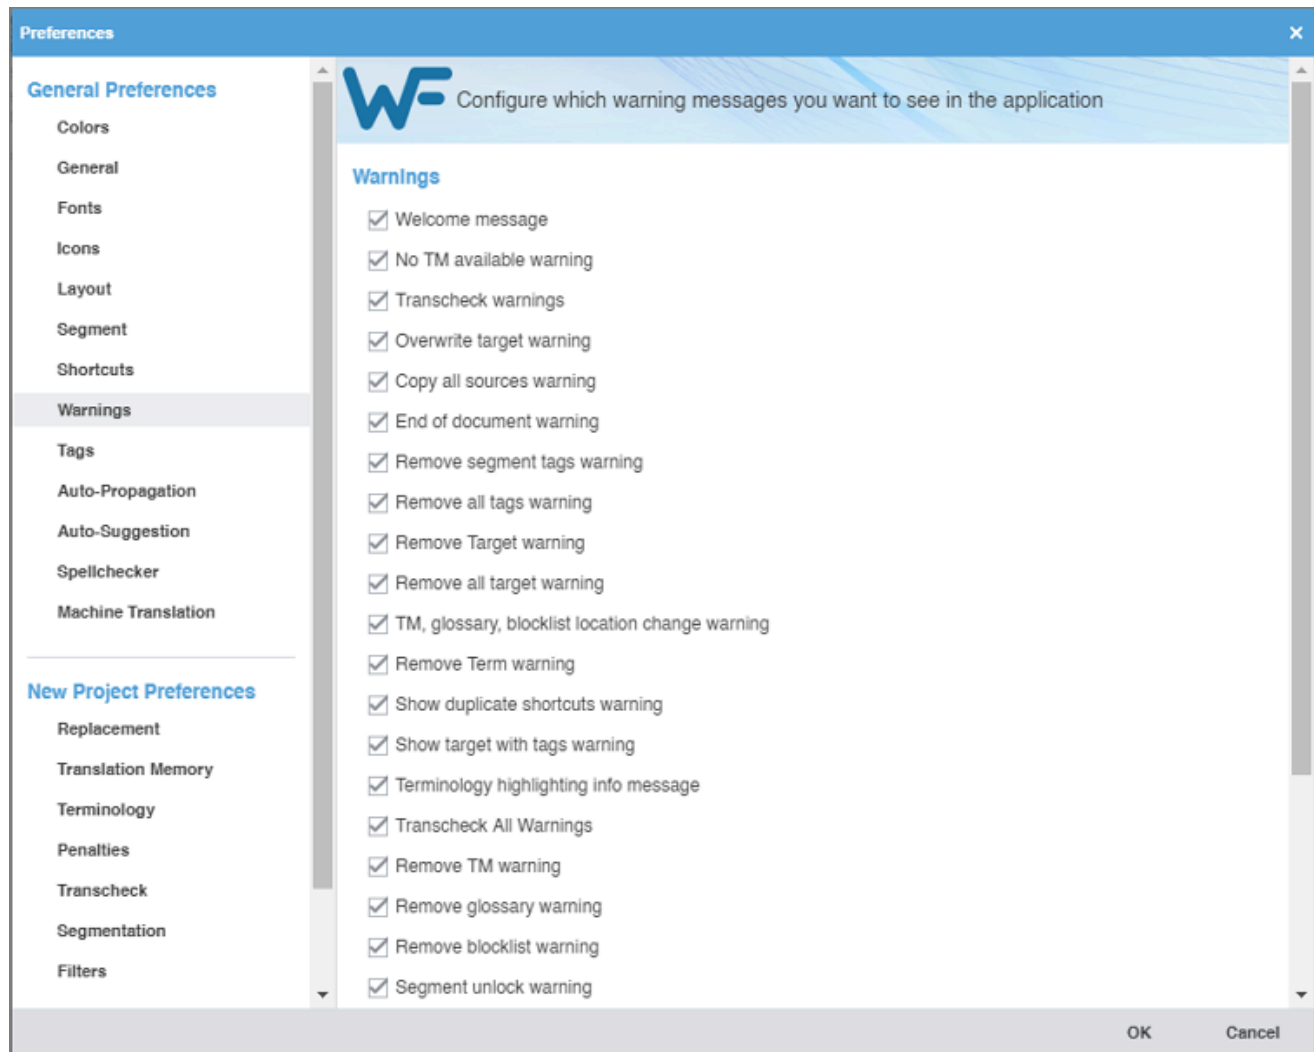 Preferences
General Preferences
Colors
General
Fonts
Icons
Layout
Segment
Shortcuts
Warnings
Tags
Auto-Propagation
Auto-Suggestion
Spellchecker
Machine Translation
New Project Preferences
Replacement
Translation Memory
Terminology
Penalties
Transcheck
Segmentation
Filters
WF
Configure which warning messages you want to see in the application
Warnings
Welcome message
No TM available warning
Transcheck warnings
Overwrite target warning
Copy all sources warning
End of document warning
Remove segment tags warning
Remove all tags warning
Remove Target warning
Remove all target warning
TM, glossary, blocklist location change warning
Remove Term warning
Show duplicate shortcuts warning
Show target with tags warning
Terminology highlighting info message
Transcheck All Warnings
Remove TM warning
Remove glossary warning
Remove blocklist warning
Segment unlock warning
OK
Cancel